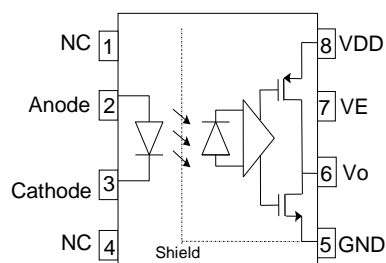 NC 1
8 VDD
Anode 2
7 VE
Cathode 3
6 Vo
NC 4
Shield
5 GND